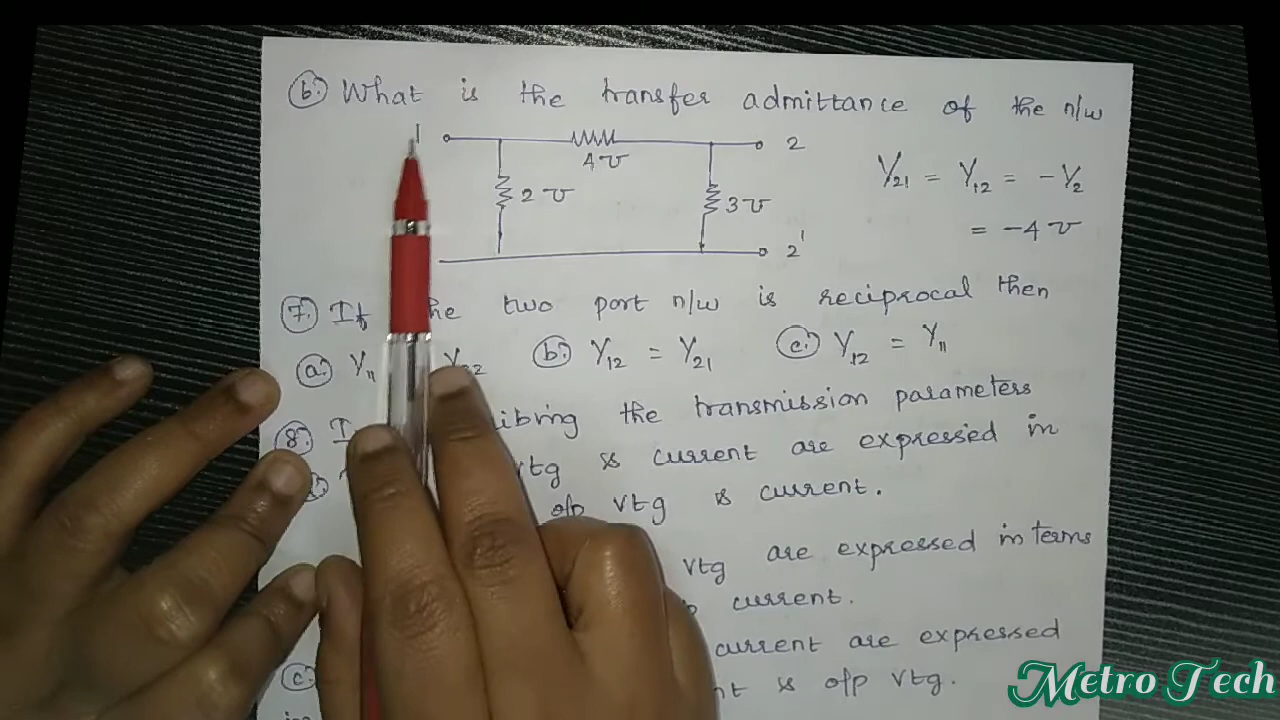 6. What is the transfer admittance of the n/w
1 2
4 ℧
2 ℧ 3 ℧
2'
Y21 = Y12 = -Y2
= -4 ℧
7. If the two port n/w is reciprocal then
a. Y11 Y22 b. Y12 = Y21 c. Y12 = Y11
8. the transmission parameters
vtg & current are expressed in
o/p vtg & current.
vtg are expressed in terms
current.
current are expressed
c. & o/p vtg.
Metro Tech